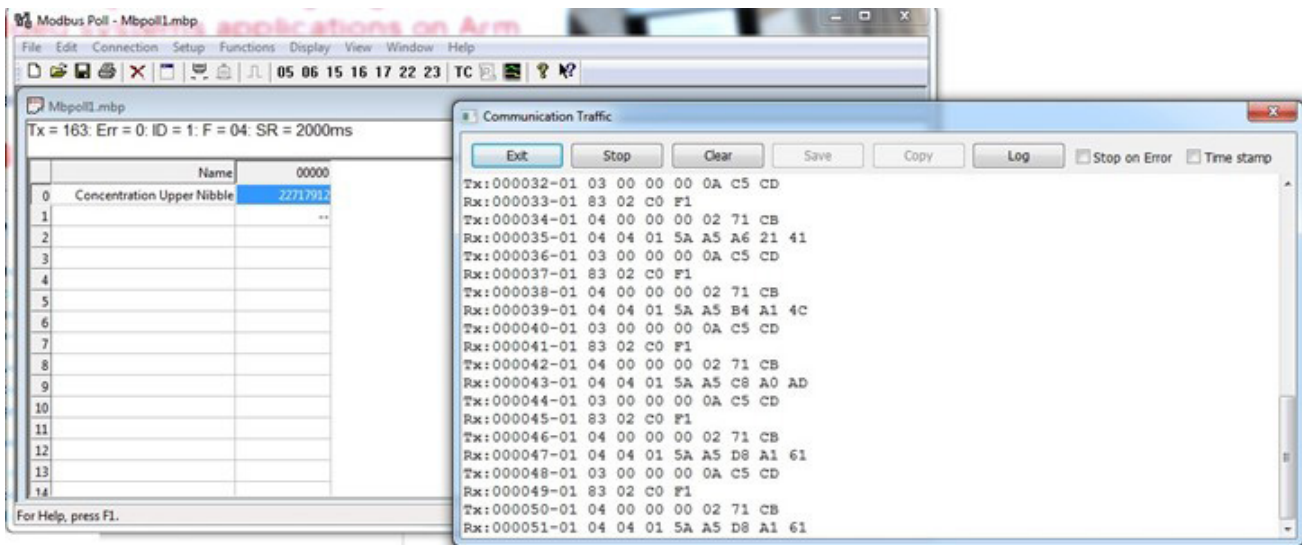 Modbus Poll - Mbpoll1.mbp
applications on Arm
File Edit Connection Setup Functions Display View Window Help
05 06 15 16 17 22 23 TC
Mbpoll1.mbp
Tx = 163: Err = 0: ID = 1: F = 04: SR = 2000ms
Name 00000
0 Concentration Upper Nibble 22717912
1 --
2
3
4
5
6
7
8
9
10
11
12
13
14
For Help, press F1.
Communication Traffic
Exit Stop Clear Save Copy Log Stop on Error Time stamp
Tx:000032-01 03 00 00 00 0A C5 CD
Rx:000033-01 83 02 C0 F1
Tx:000034-01 04 00 00 00 02 71 CB
Rx:000035-01 04 04 01 5A A5 A6 21 41
Tx:000036-01 03 00 00 00 0A C5 CD
Rx:000037-01 83 02 C0 F1
Tx:000038-01 04 00 00 00 02 71 CB
Rx:000039-01 04 04 01 5A A5 B4 A1 4C
Tx:000040-01 03 00 00 00 0A C5 CD
Rx:000041-01 83 02 C0 F1
Tx:000042-01 04 00 00 00 02 71 CB
Rx:000043-01 04 04 01 5A A5 C8 A0 AD
Tx:000044-01 03 00 00 00 0A C5 CD
Rx:000045-01 83 02 C0 F1
Tx:000046-01 04 00 00 00 02 71 CB
Rx:000047-01 04 04 01 5A A5 D8 A1 61
Tx:000048-01 03 00 00 00 0A C5 CD
Rx:000049-01 83 02 C0 F1
Tx:000050-01 04 00 00 00 02 71 CB
Rx:000051-01 04 04 01 5A A5 D8 A1 61